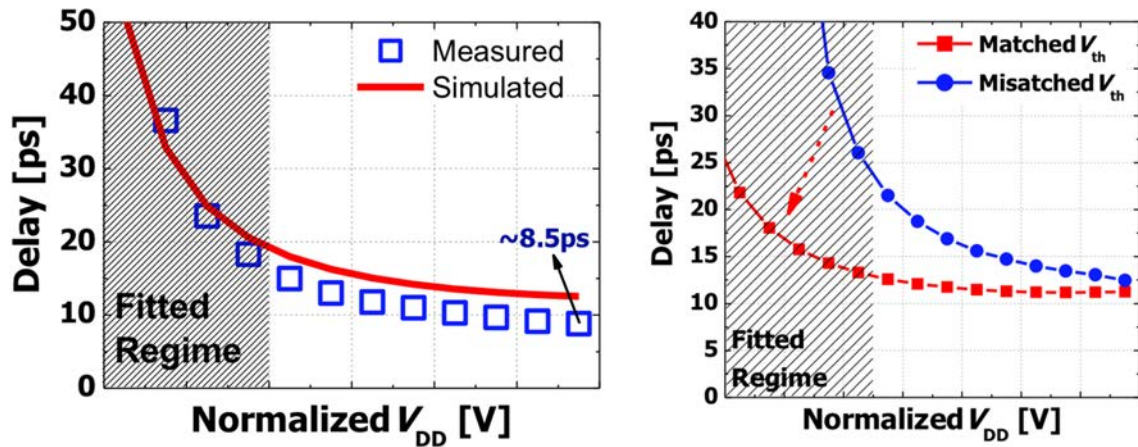 50
40
30
20
10
0
Delay [ps]
Measured
Simulated
~8.5ps
Fitted
Regime
Normalized VDD [V]
40
35
30
25
20
15
10
5
0
Delay [ps]
Matched Vth
Misatched Vth
Fitted
Regime
Normalized VDD [V]